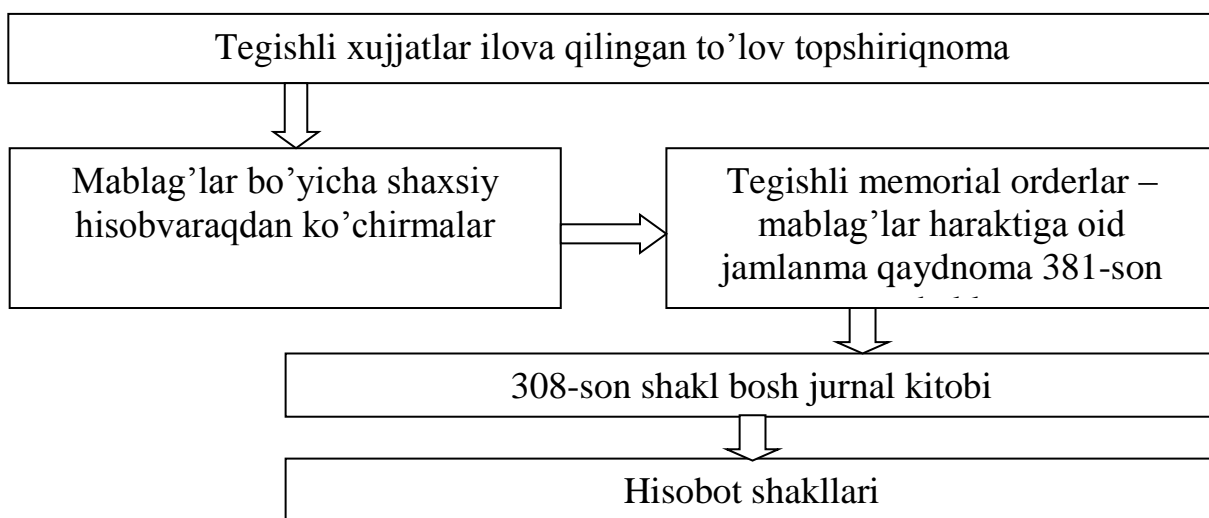 Tegishli xujjatlar ilova qilingan to’lov topshiriqnoma
Mablag’lar bo’yicha shaxsiy
hisobvaraqdan ko’chirmalar
Tegishli memorial orderlar –
mablag’lar haraktiga oid
jamlanma qaydnoma 381-son
308-son shakl bosh jurnal kitobi
Hisobot shakllari